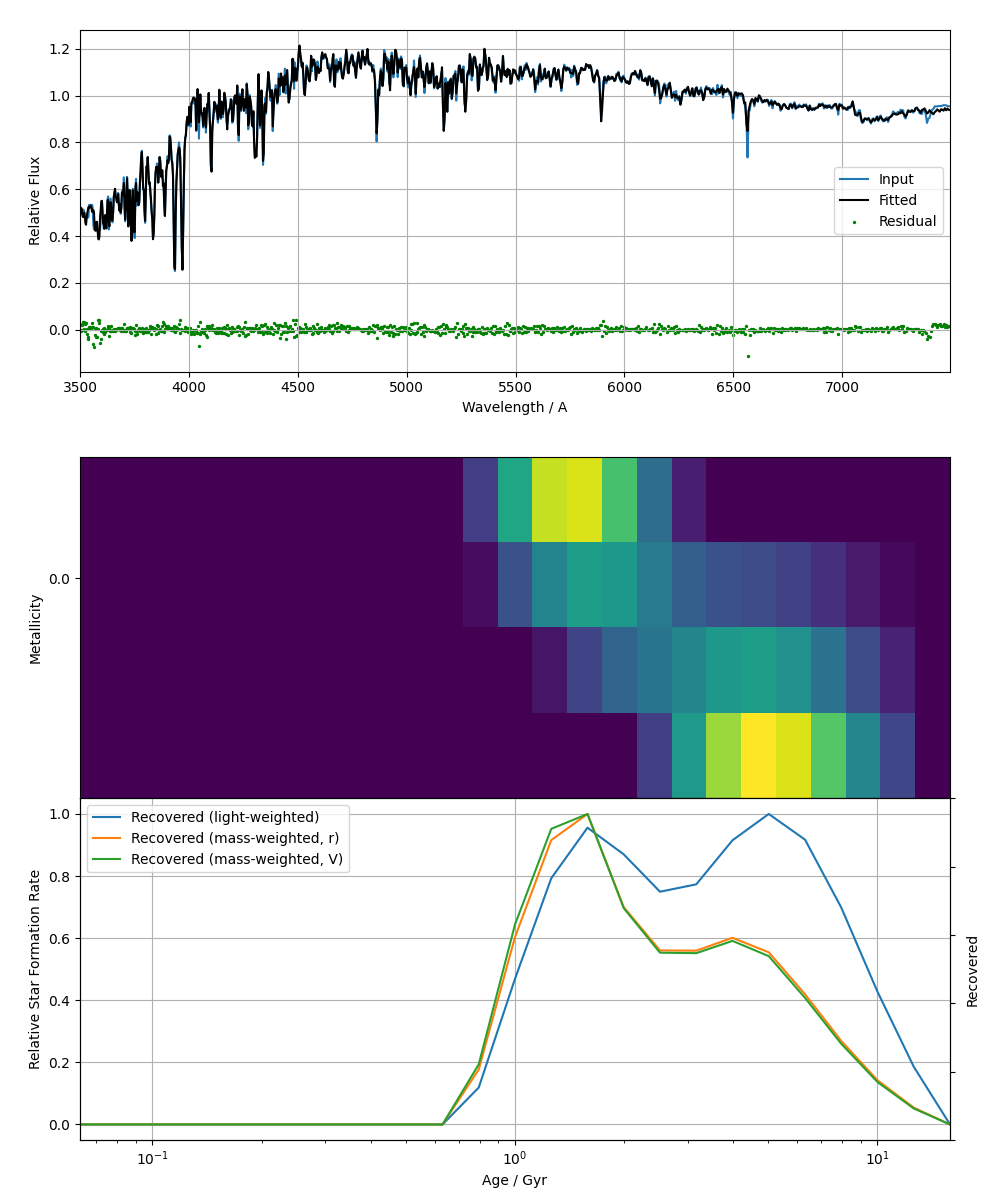 1.2
1.0
0.8
0.6
0.4
0.2
0.0
Relative Flux
Input
Fitted
Residual
3500 4000 4500 5000 5500 6000 6500 7000
Wavelength / A
0.0
Metallicity
Recovered (light-weighted)
Recovered (mass-weighted, r)
Recovered (mass-weighted, V)
1.0
0.8
0.6
0.4
0.2
0.0
Relative Star Formation Rate
Recovered
10⁻¹ 10⁰ 10¹
Age / Gyr